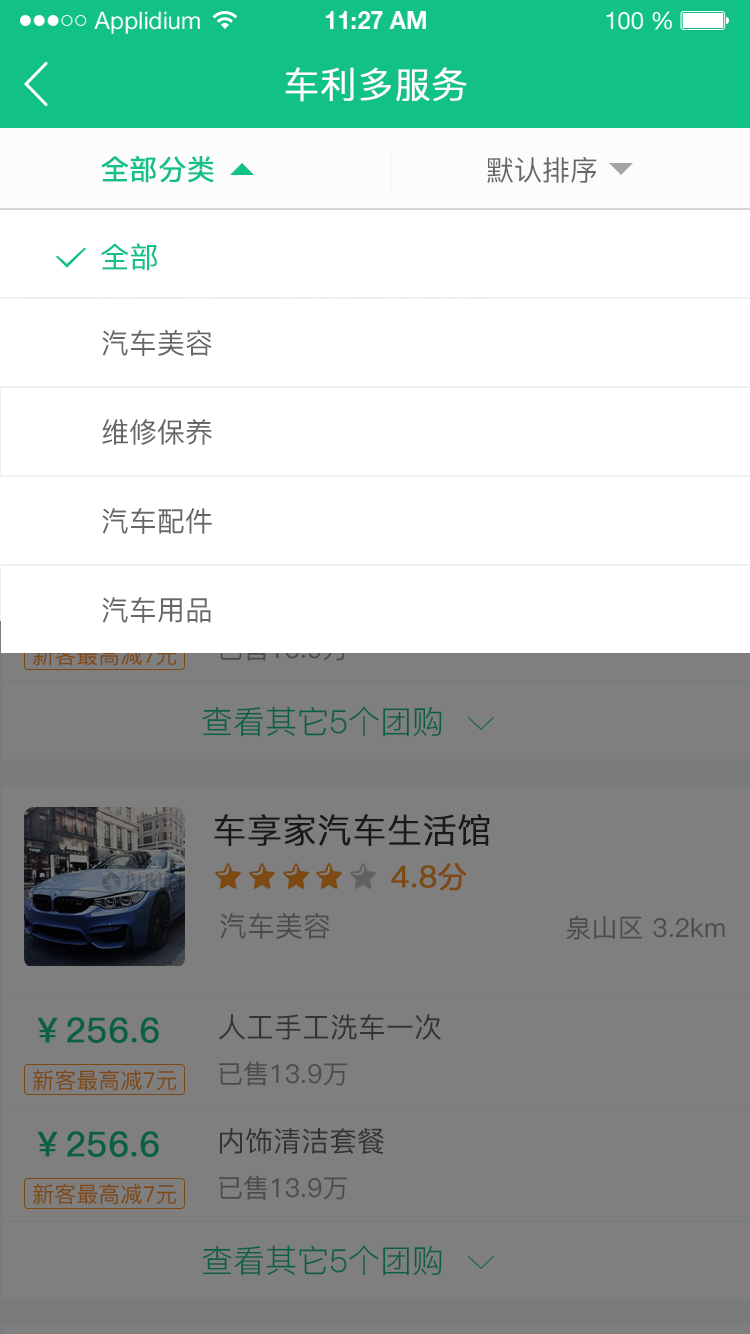 Applidium 11:27 AM 100 %
车利多服务
全部分类 默认排序
全部
汽车美容
维修保养
汽车配件
汽车用品
新客最高减7元 已售13.9万
查看其它5个团购
车享家汽车生活馆
4.8分
汽车美容 泉山区 3.2km
¥ 256.6 人工手工洗车一次
新客最高减7元 已售13.9万
¥ 256.6 内饰清洁套餐
新客最高减7元 已售13.9万
查看其它5个团购